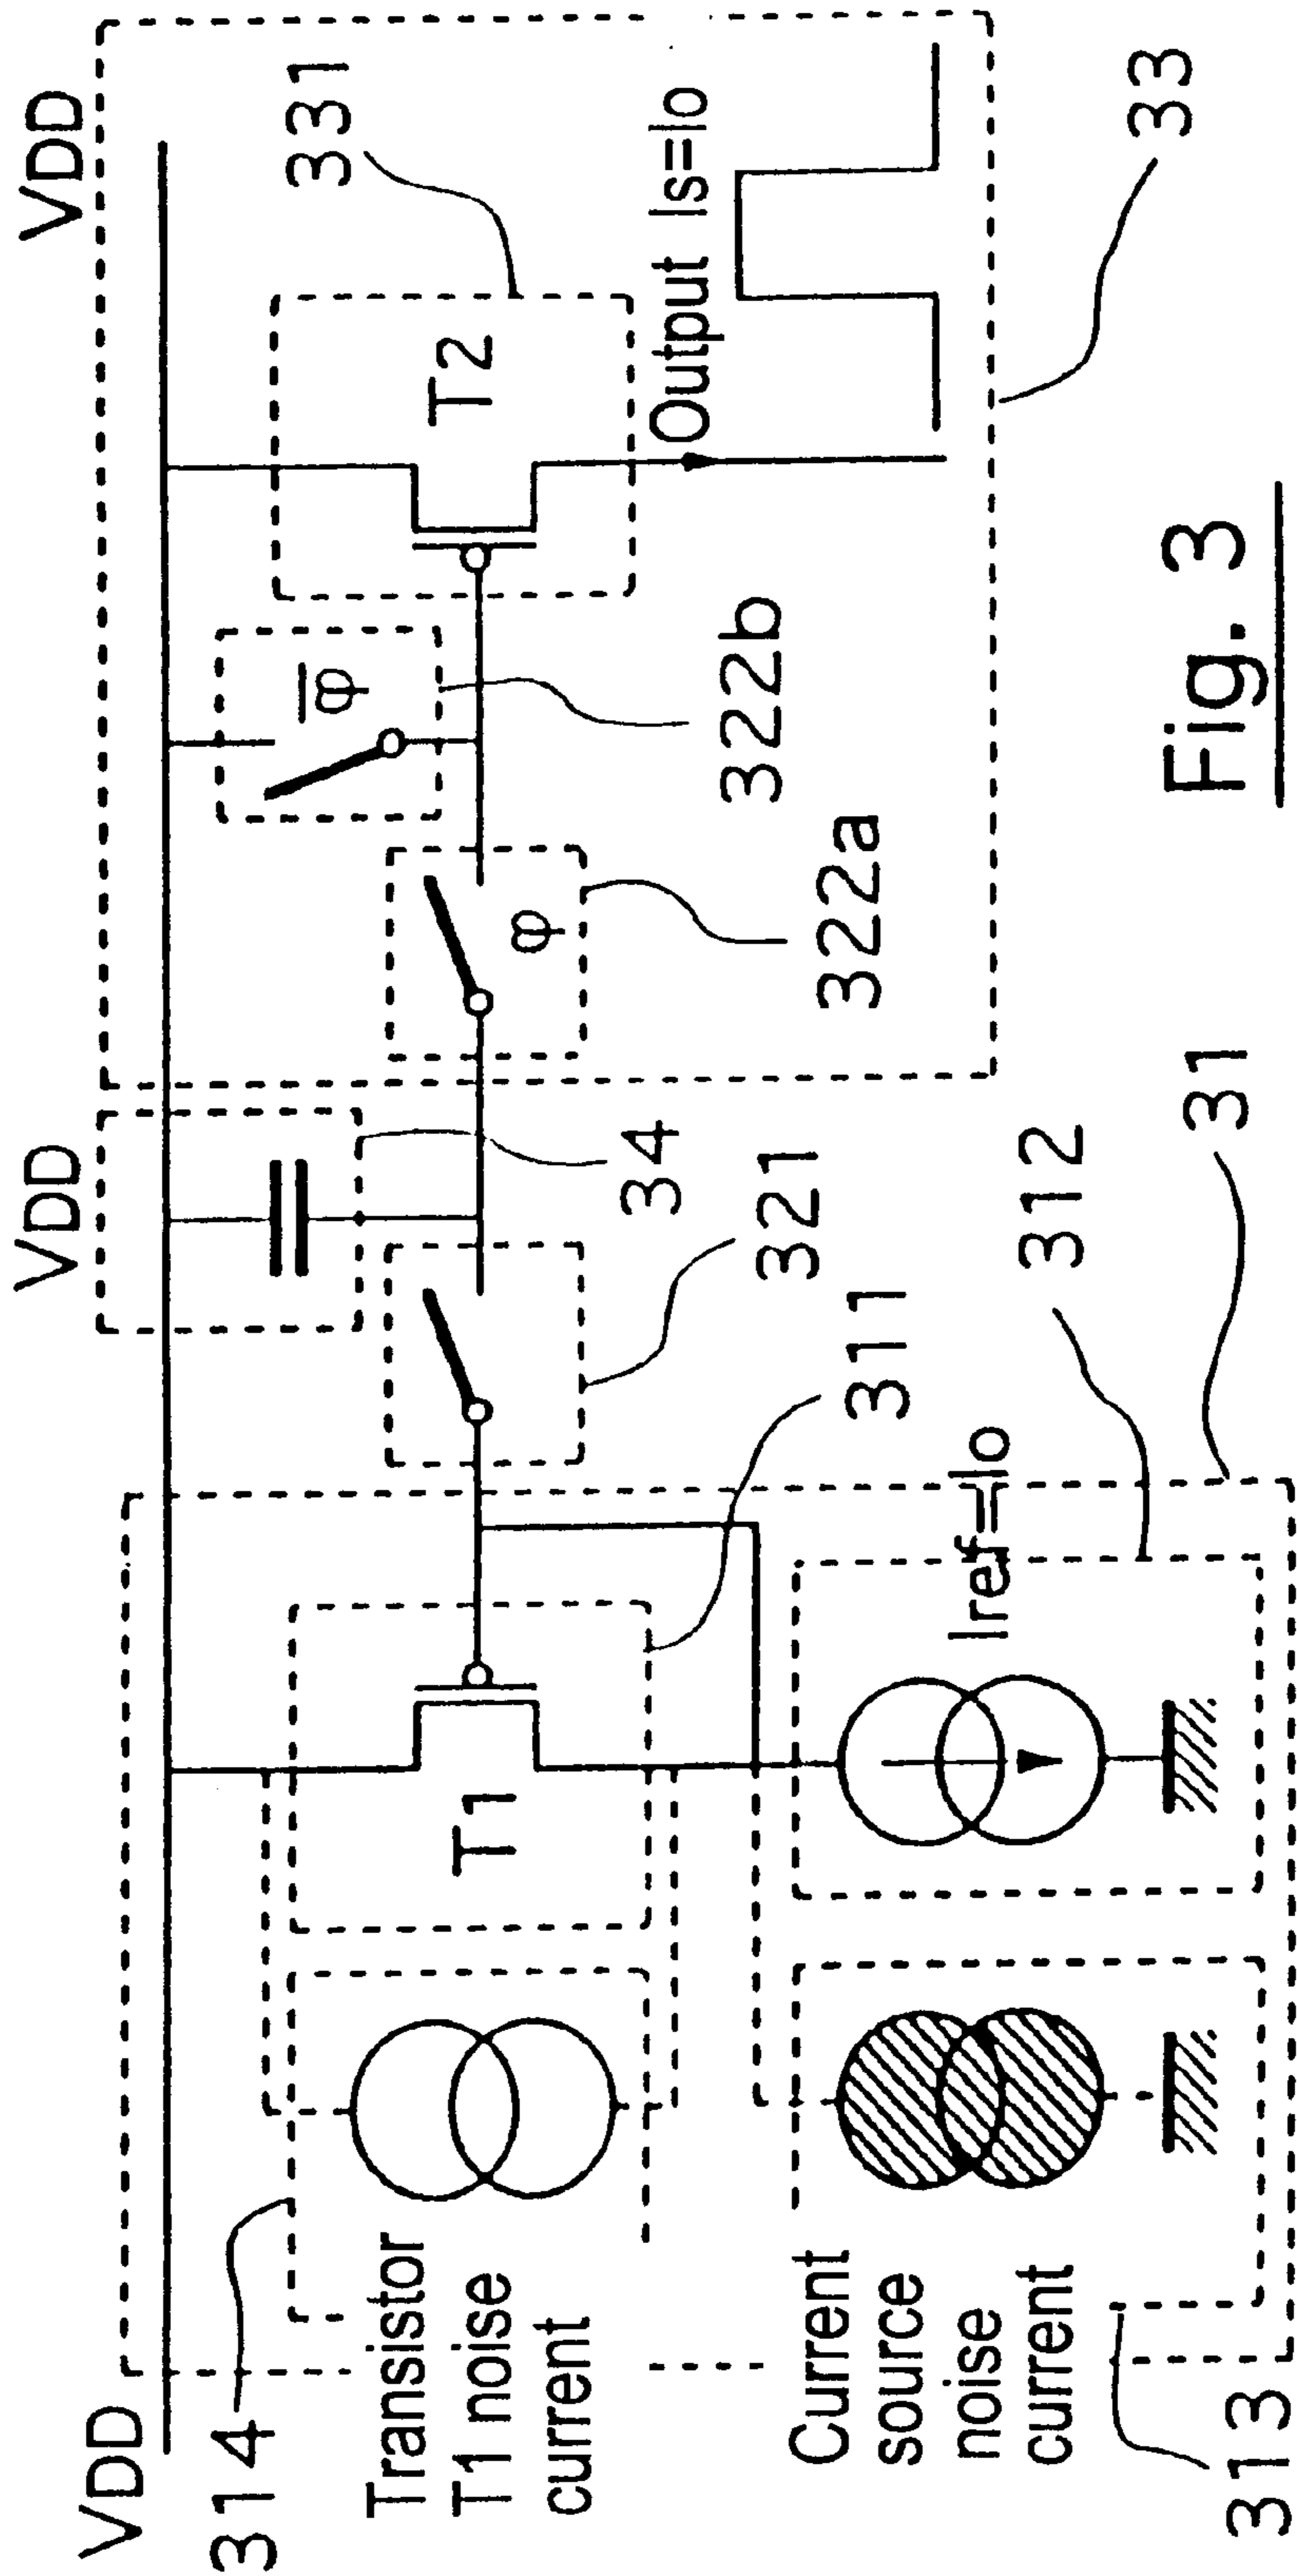 VDD
VDD
VDD
314
331
T1
T2
φ̅
φ
322b
322a
34
321
311
Transistor
T1 noise
current
Output Is=Io
Iref=Io
312
Current
source
noise
current
313
31
33
Fig. 3